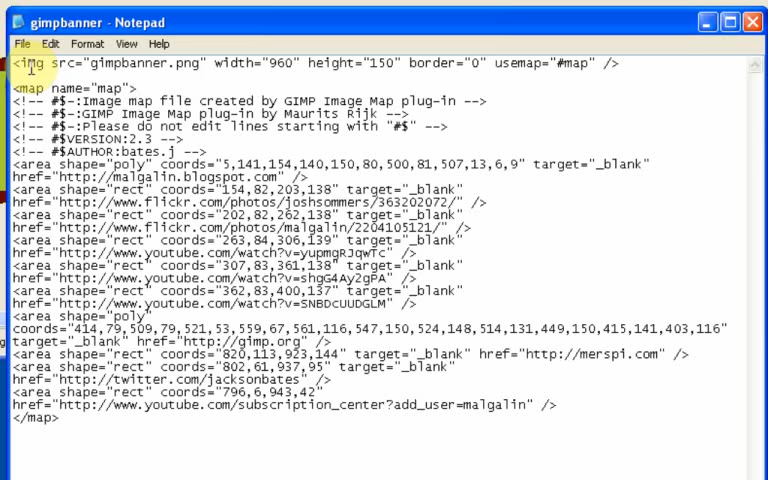 gimpbanner - Notepad
File Edit Format View Help
<img src="gimpbanner.png" width="960" height="150" border="0" usemap="#map" />
<map name="map">
<!-- #$-:Image map file created by GIMP Image Map plug-in -->
<!-- #$-:GIMP Image Map plug-in by Maurits Rijk -->
<!-- #$-:Please do not edit lines starting with "#$" -->
<!-- #$VERSION:2.3 -->
<!-- #$AUTHOR:bates.j -->
<area shape="poly" coords="5,141,154,140,150,80,500,81,507,13,6,9" target="_blank"
href="http://malgalin.blogspot.com" />
<area shape="rect" coords="154,82,203,138" target="_blank"
href="http://www.flickr.com/photos/joshsommers/363202072/" />
<area shape="rect" coords="202,82,262,138" target="_blank"
href="http://www.flickr.com/photos/malgalin/2204105121/" />
<area shape="rect" coords="263,84,306,139" target="_blank"
href="http://www.youtube.com/watch?v=yupmgRJqwTc" />
<area shape="rect" coords="307,83,361,138" target="_blank"
href="http://www.youtube.com/watch?v=shgG4Ay2gPA" />
<area shape="rect" coords="362,83,400,137" target="_blank"
href="http://www.youtube.com/watch?v=SNBDcUUDGLM" />
<area shape="poly"
coords="414,79,509,79,521,53,559,67,561,116,547,150,524,148,514,131,449,150,415,141,403,116"
target="_blank" href="http://gimp.org" />
<area shape="rect" coords="820,113,923,144" target="_blank" href="http://merspi.com" />
<area shape="rect" coords="802,61,937,95" target="_blank"
href="http://twitter.com/jacksonbates" />
<area shape="rect" coords="796,6,943,42"
href="http://www.youtube.com/subscription_center?add_user=malgalin" />
</map>